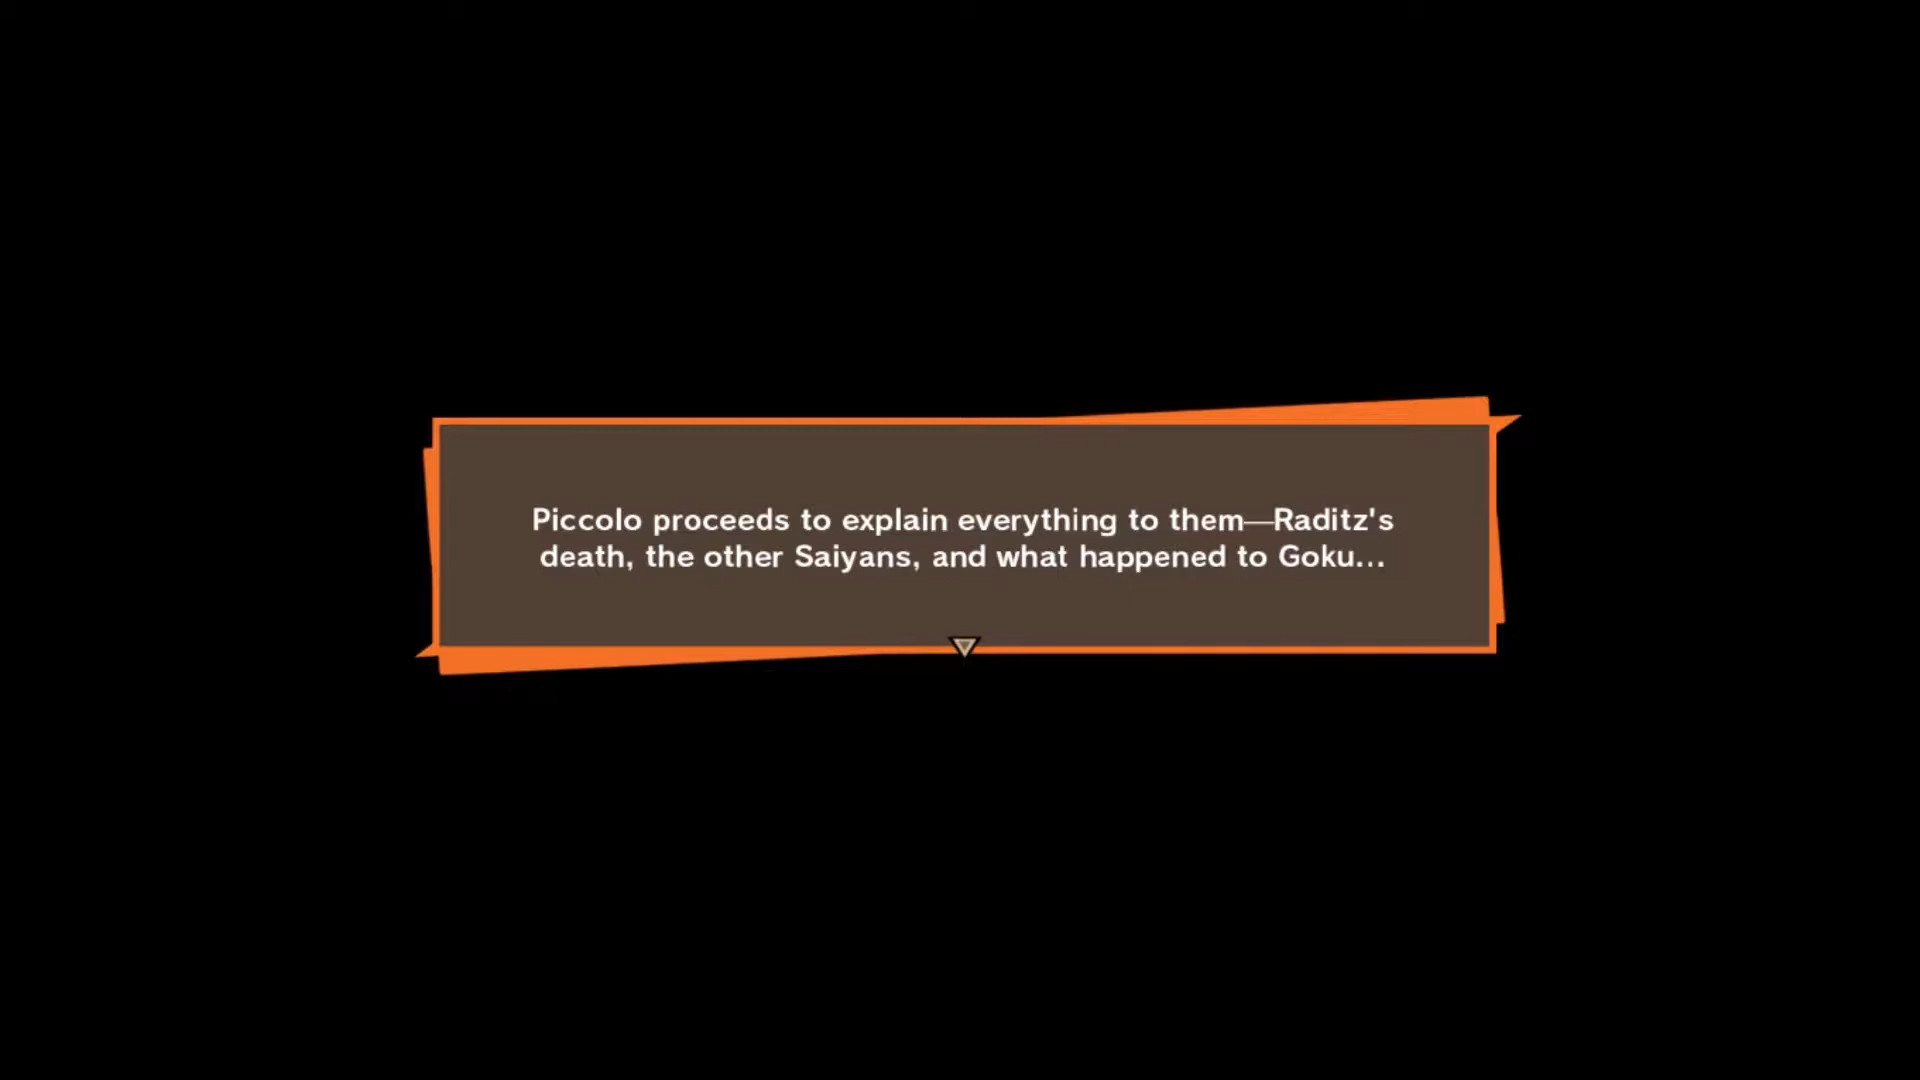 Piccolo proceeds to explain everything to them—Raditz's
death, the other Saiyans, and what happened to Goku...